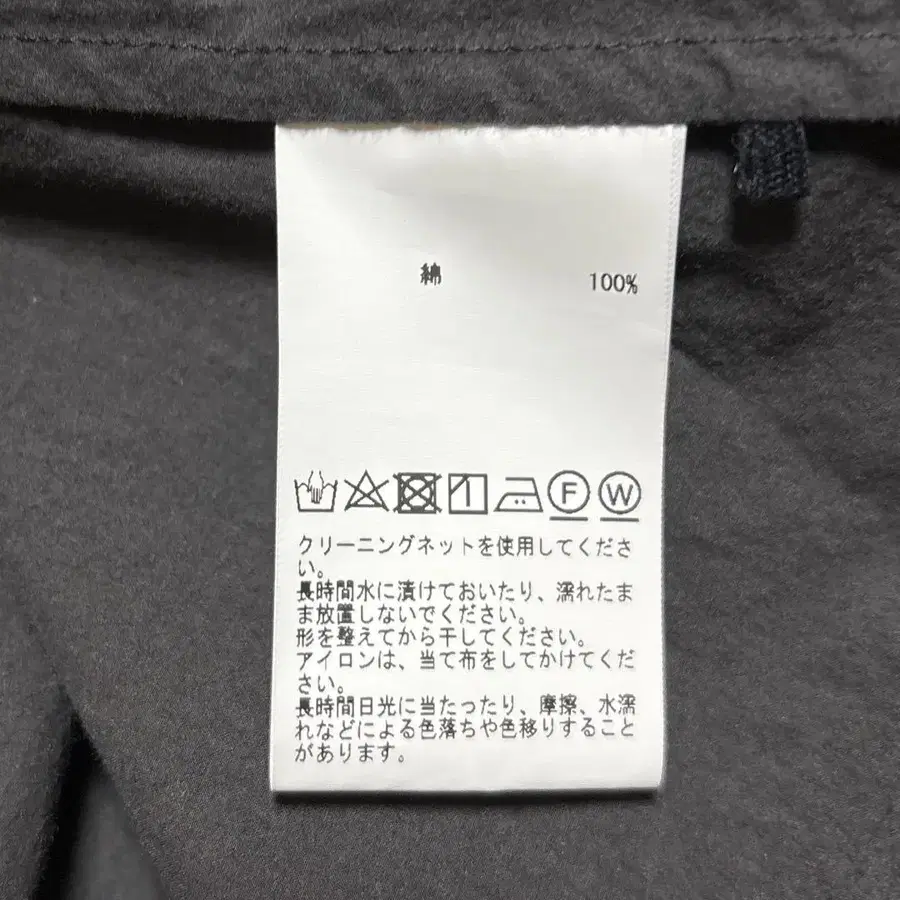 綿 100%
F W
クリーニングネットを使用してくださ
い。
長時間水に漬けておいたり、濡れたま
ま放置しないでください。
形を整えてから干してください。
アイロンは、当て布をしてかけてくだ
さい。
長時間日光に当たったり、摩擦、水濡
れなどによる色落ちや色移りすること
があります。